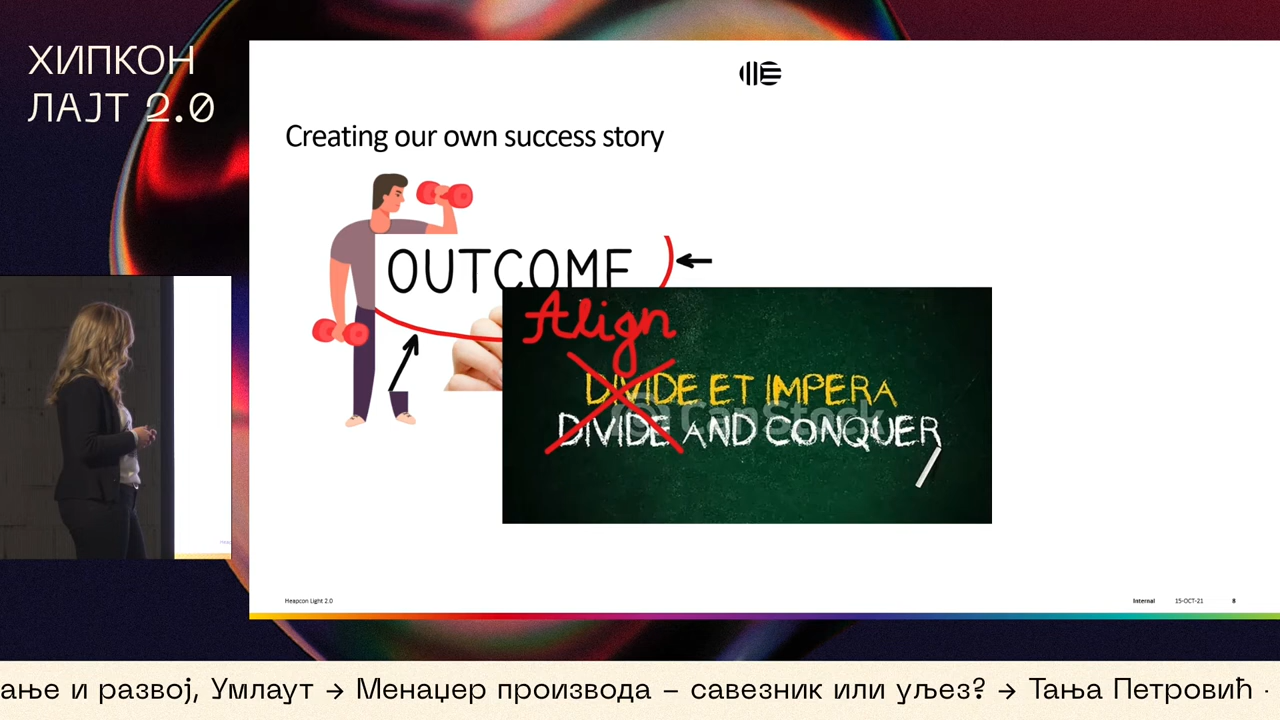 ХИПКОН
ЛАЈТ 2.0
Creating our own success story
OUTCOME
Align
DIVIDE ET IMPERA
DIVIDE AND CONQUER
CanStock
Heapcon Light 2.0
Internal 15-OCT-21 8
ање и развој, Умлаут → Менаџер производа – савезник или уљез? → Тања Петровић ·